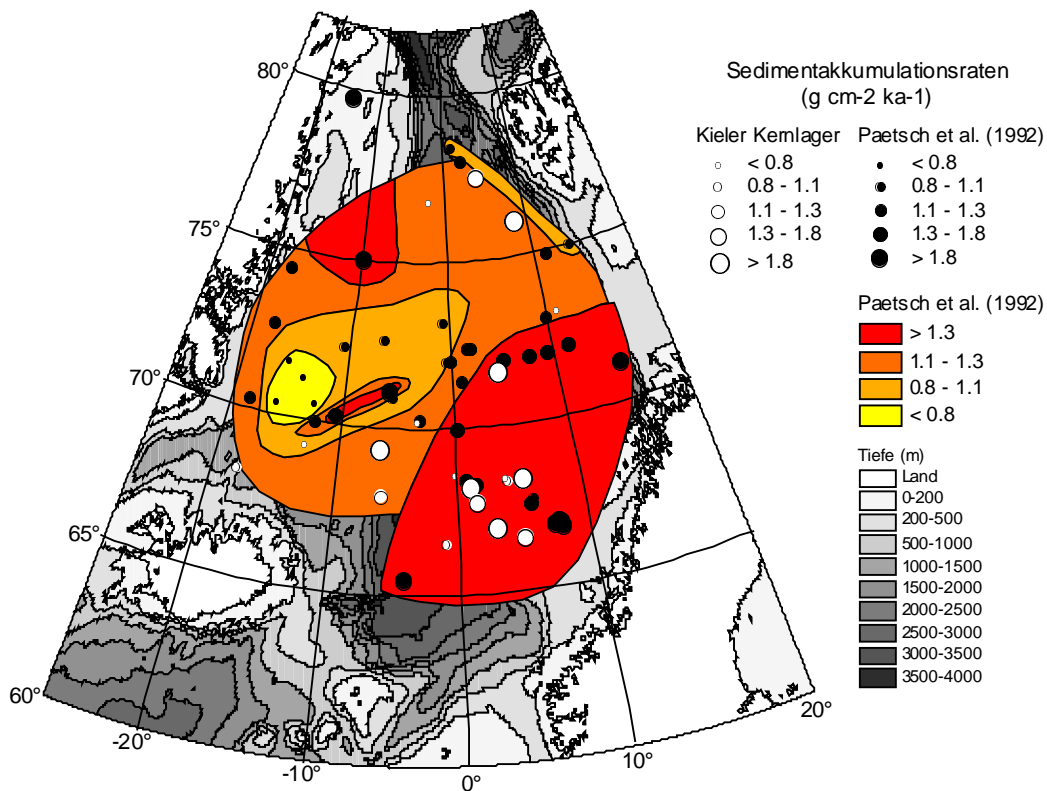 Sedimentakkumulationsraten
(g cm-2 ka-1)
Kieler Kernlager
< 0.8
0.8 - 1.1
1.1 - 1.3
1.3 - 1.8
> 1.8
Paetsch et al. (1992)
< 0.8
0.8 - 1.1
1.1 - 1.3
1.3 - 1.8
> 1.8
Paetsch et al. (1992)
> 1.3
1.1 - 1.3
0.8 - 1.1
< 0.8
Tiefe (m)
Land
0-200
200-500
500-1000
1000-1500
1500-2000
2000-2500
2500-3000
3000-3500
3500-4000
80°
75°
70°
65°
60°
-20°
-10°
0°
10°
20°